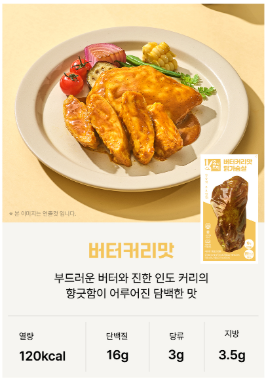 버터커리맛
닭가슴살
* 본 이미지는 연출컷 입니다.
버터커리맛
부드러운 버터와 진한 인도 커리의
향긋함이 어우러진 담백한 맛
열량
단백질
당류
지방
120kcal
16g
3g
3.5g